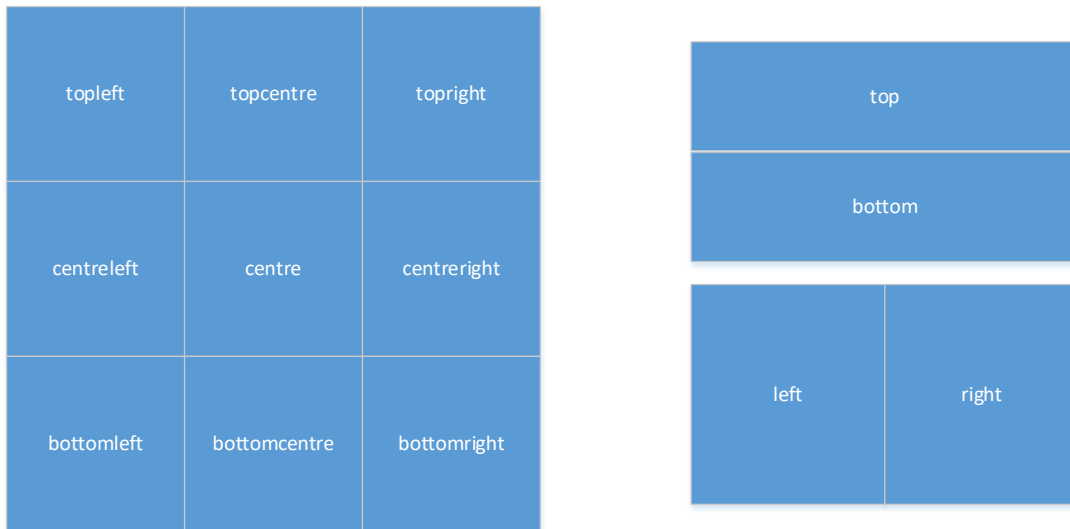 topleft
topcentre
topright
centreleft
centre
centreright
bottomleft
bottomcentre
bottomright
top
bottom
left
right